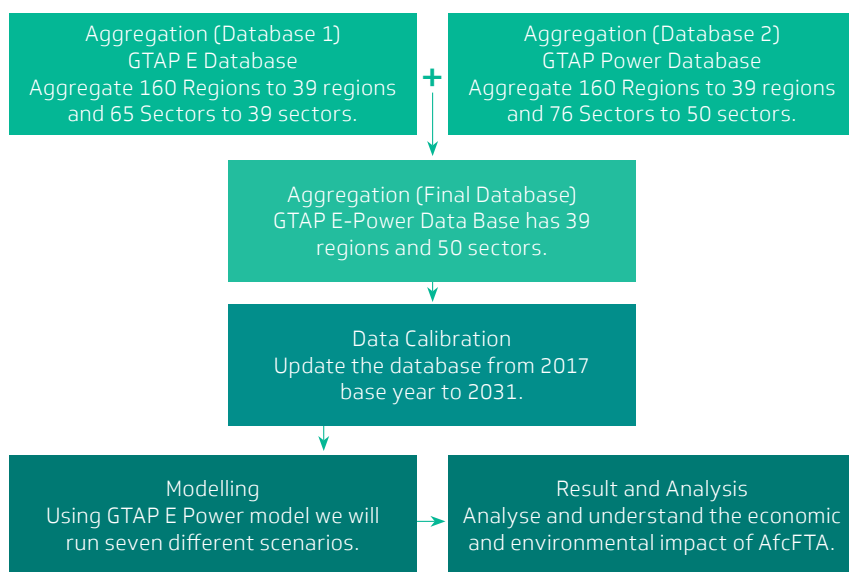 Aggregation (Database 1)
GTAP E Database
Aggregate 160 Regions to 39 regions
and 65 Sectors to 39 sectors.
+
Aggregation (Database 2)
GTAP Power Database
Aggregate 160 Regions to 39 regions
and 76 Sectors to 50 sectors.
Aggregation (Final Database)
GTAP E-Power Data Base has 39
regions and 50 sectors.
Data Calibration
Update the database from 2017
base year to 2031.
Modelling
Using GTAP E Power model we will
run seven different scenarios.
Result and Analysis
Analyse and understand the economic
and environmental impact of AfcFTA.